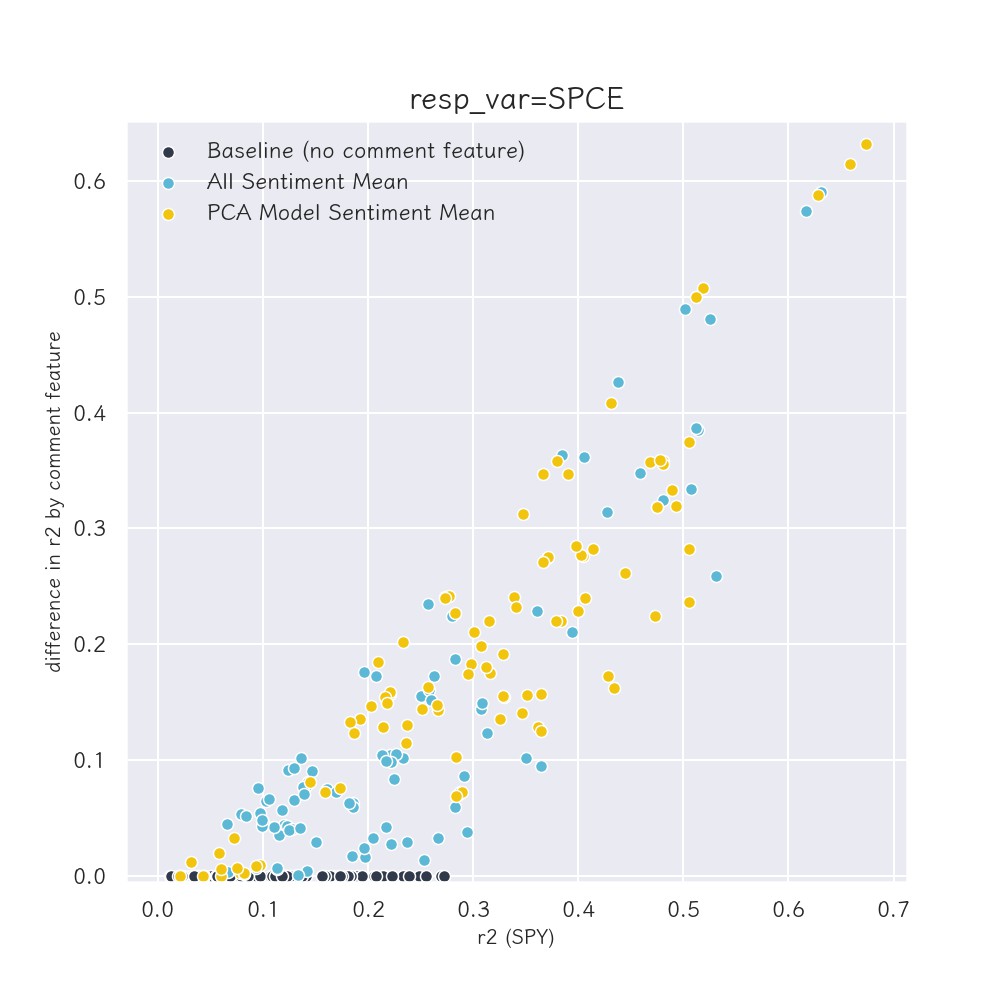 resp_var=SPCE
Baseline (no comment feature)
All Sentiment Mean
PCA Model Sentiment Mean
difference in r2 by comment feature
0.6
0.5
0.4
0.3
0.2
0.1
0.0
0.0 0.1 0.2 0.3 0.4 0.5 0.6 0.7
r2 (SPY)